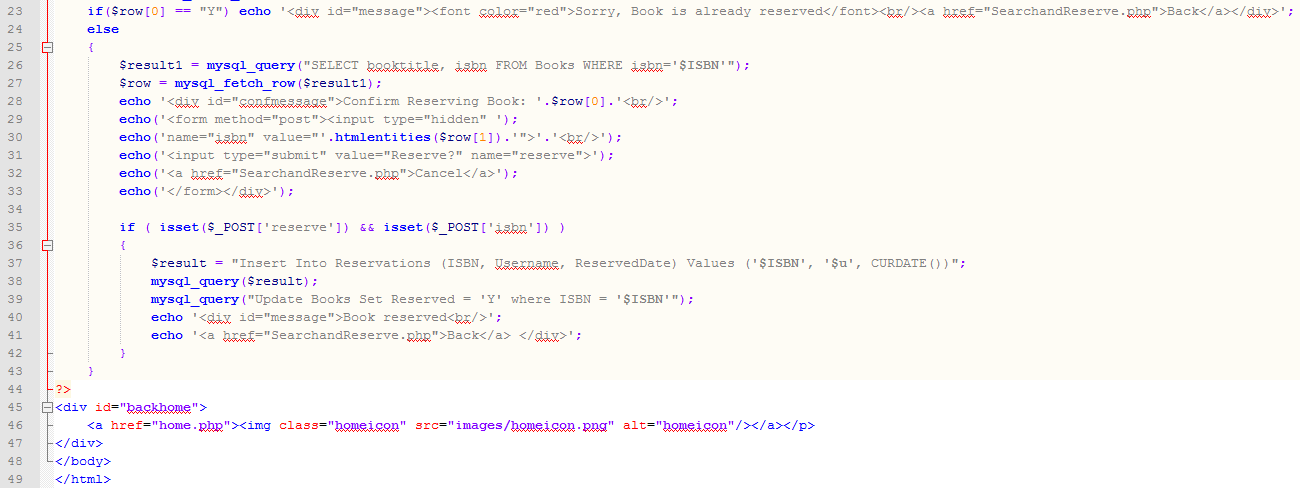 23 if($row[0] == "Y") echo '<div id="message"><font color="red">Sorry, Book is already reserved</font><br/><a href="SearchandReserve.php">Back</a></div>';
24 else
25 {
26 $result1 = mysql_query("SELECT booktitle, isbn FROM Books WHERE isbn='$ISBN'");
27 $row = mysql_fetch_row($result1);
28 echo '<div id="confmessage">Confirm Reserving Book: '.$row[0].'<br/>';
29 echo('<form method="post"><input type="hidden" ');
30 echo('name="isbn" value="'.htmlentities($row[1]).'">'.'<br/>');
31 echo('<input type="submit" value="Reserve?" name="reserve">');
32 echo('<a href="SearchandReserve.php">Cancel</a>');
33 echo('</form></div>');
34
35 if ( isset($_POST['reserve']) && isset($_POST['isbn']) )
36 {
37 $result = "Insert Into Reservations (ISBN, Username, ReservedDate) Values ('$ISBN', '$u', CURDATE())";
38 mysql_query($result);
39 mysql_query("Update Books Set Reserved = 'Y' where ISBN = '$ISBN'");
40 echo '<div id="message">Book reserved<br/>';
41 echo '<a href="SearchandReserve.php">Back</a> </div>';
42 }
43 }
44 ?>
45 <div id="backhome">
46 <a href="home.php"><img class="homeicon" src="images/homeicon.png" alt="homeicon"/></a></p>
47 </div>
48 </body>
49 </html>